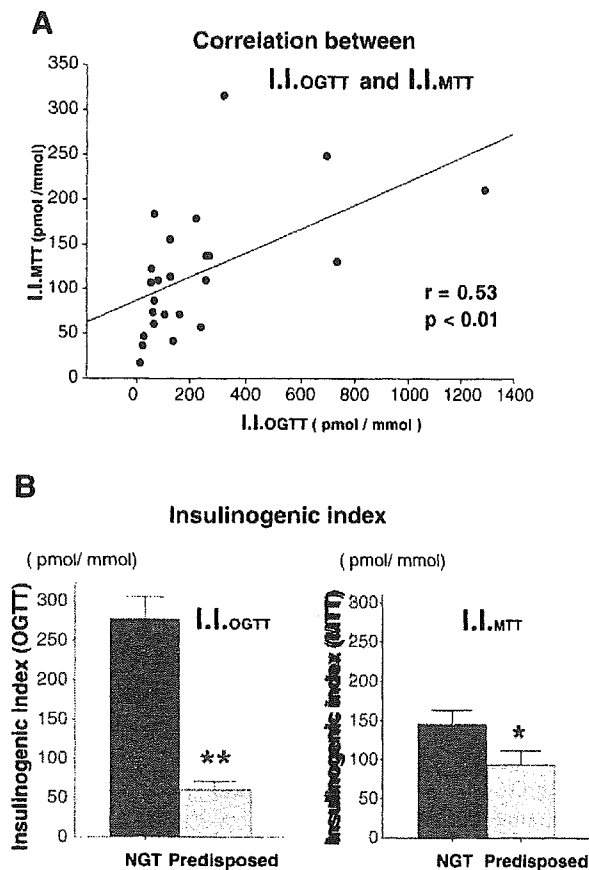 A
Correlation between
I.I.OGTT and I.I.MTT
350
300
250
200
150
100
50
0
I.I.MTT (pmol /mmol)
r = 0.53
p < 0.01
0 200 400 600 800 1000 1200 1400
I.I.OGTT ( pmol / mmol )
B
Insulinogenic index
( pmol/ mmol)
300
250
200
150
100
50
0
Insulinogenic Index (OGTT)
I.I.OGTT
**
NGT Predisposed
( pmol/ mmol)
300
250
200
150
100
50
0
Insulinogenic index (MTT)
I.I.MTT
*
NGT Predisposed